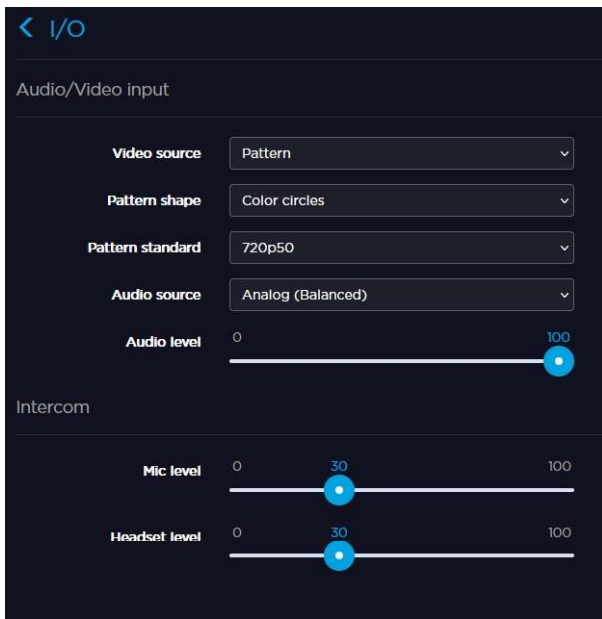 I/O
Audio/Video input
Video source Pattern
Pattern shape Color circles
Pattern standard 720p50
Audio source Analog (Balanced)
Audio level 0 100
Intercom
Mic level 0 30 100
Headset level 0 30 100